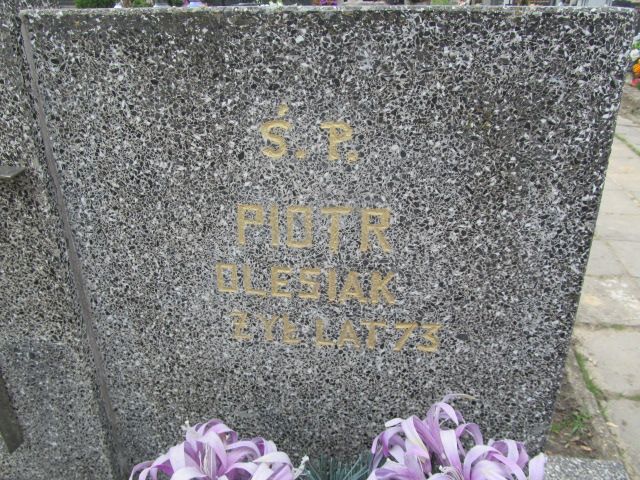 Ś. P.
PIOTR
OLESIAK
ŻYŁ LAT 73